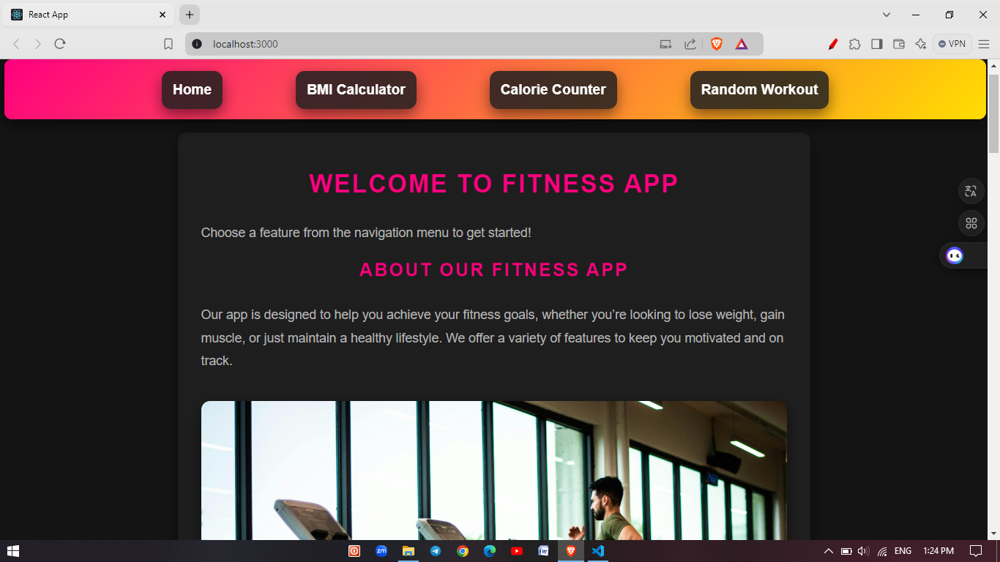 React App
localhost:3000
VPN
Home
BMI Calculator
Calorie Counter
Random Workout
WELCOME TO FITNESS APP
Choose a feature from the navigation menu to get started!
ABOUT OUR FITNESS APP
Our app is designed to help you achieve your fitness goals, whether you’re looking to lose weight, gain
muscle, or just maintain a healthy lifestyle. We offer a variety of features to keep you motivated and on
track.
zm
W
ENG
1:24 PM